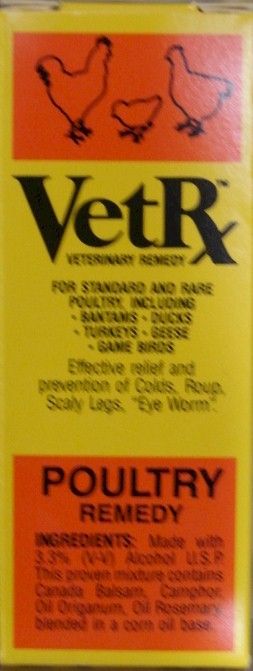 VetRx™
VETERINARY REMEDY
FOR STANDARD AND RARE
POULTRY, INCLUDING
• BANTAMS • DUCKS
• TURKEYS • GEESE
• GAME BIRDS
Effective relief and
prevention of Colds, Roup,
Scaly Legs, "Eye Worm".
POULTRY
REMEDY
INGREDIENTS: Made with
3.3% (V-V) Alcohol U.S.P.
This proven mixture contains
Canada Balsam, Camphor,
Oil Origanum, Oil Rosemary,
blended in a corn oil base.